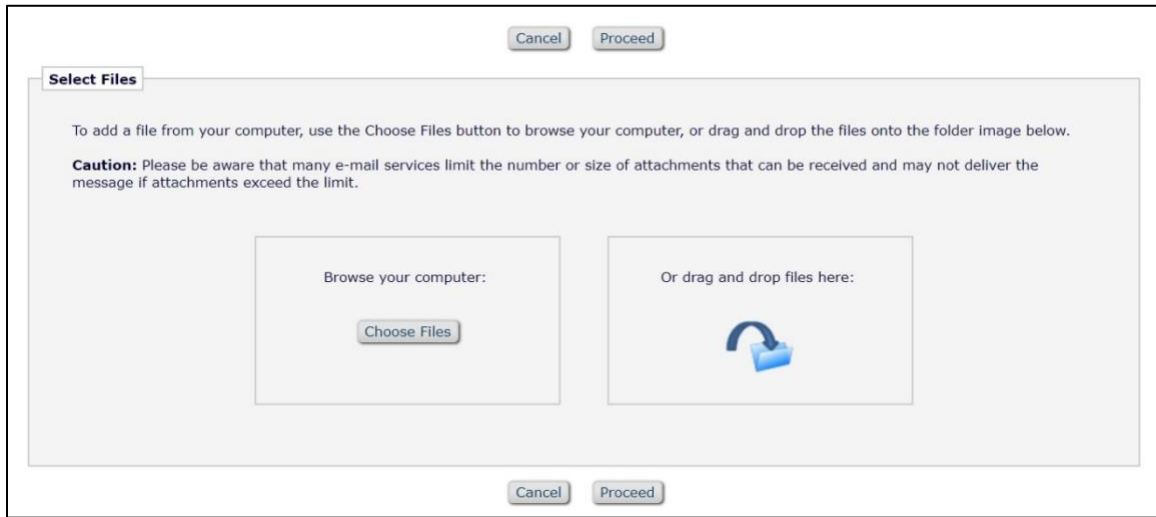 Cancel Proceed
Select Files
To add a file from your computer, use the Choose Files button to browse your computer, or drag and drop the files onto the folder image below.
Caution: Please be aware that many e-mail services limit the number or size of attachments that can be received and may not deliver the
message if attachments exceed the limit.
Browse your computer:
Choose Files
Or drag and drop files here:
Cancel Proceed